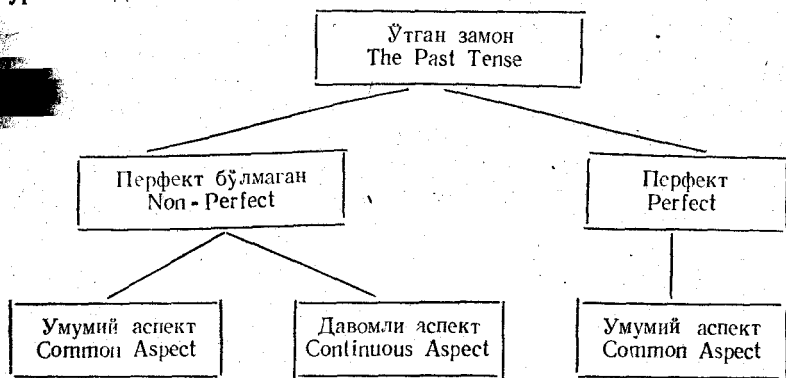 Ўтган замон
The Past Tense
Перфект бўлмаган
Non-Perfect
Перфект
Perfect
Умумий аспект
Common Aspect
Давомли аспект
Continuous Aspect
Умумий аспект
Common Aspect